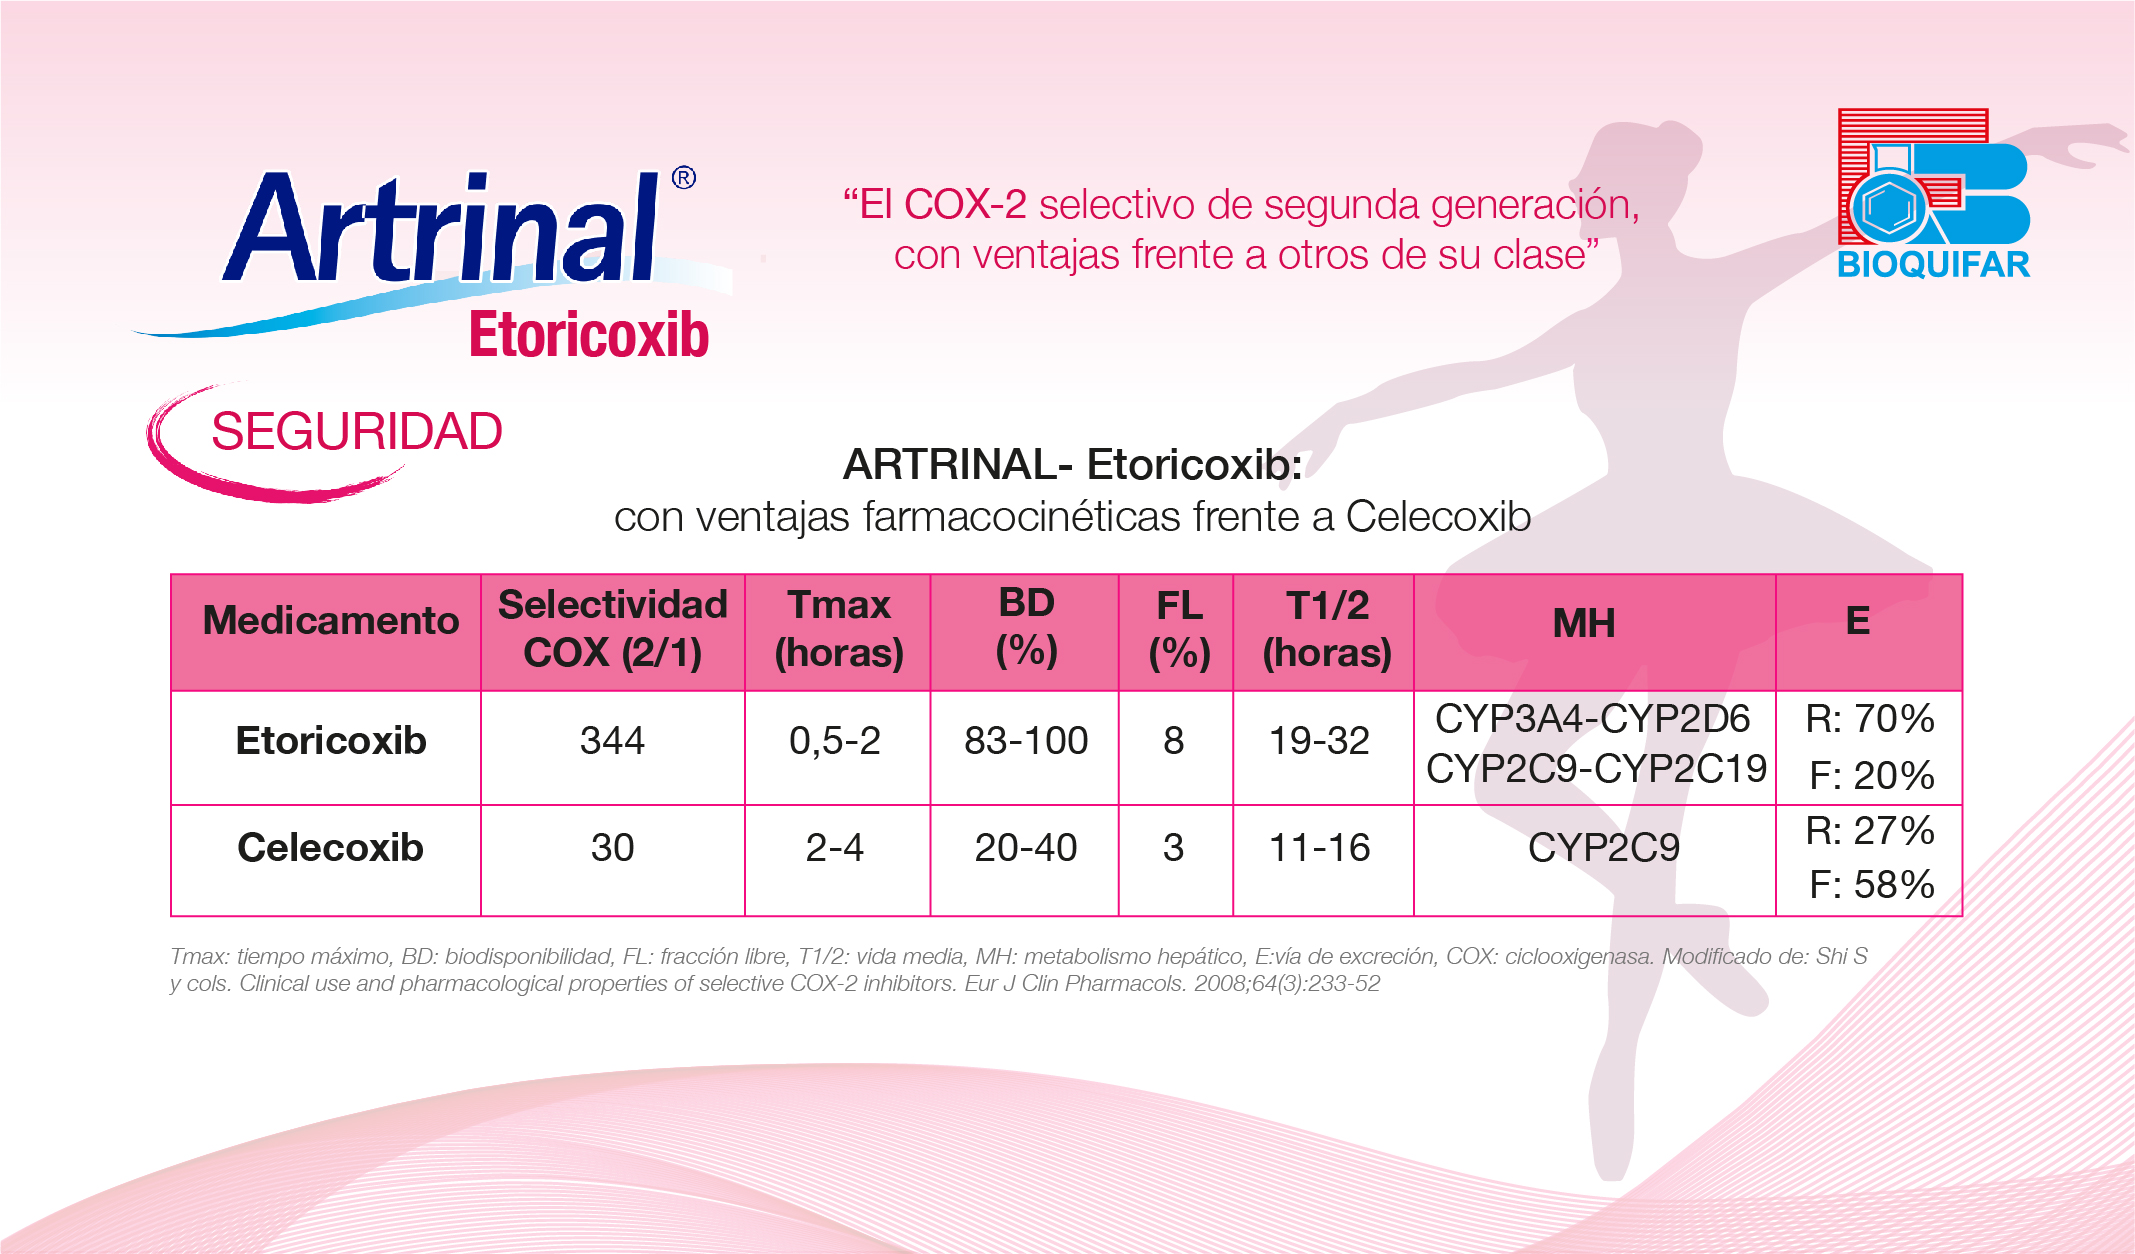 Artrinal®
Etoricoxib
“El COX-2 selectivo de segunda generación,
con ventajas frente a otros de su clase”
BIOQUIFAR
SEGURIDAD
ARTRINAL- Etoricoxib:
con ventajas farmacocinéticas frente a Celecoxib
Medicamento Selectividad COX (2/1) Tmax (horas) BD (%) FL (%) T1/2 (horas) MH E
Etoricoxib 344 0,5-2 83-100 8 19-32 CYP3A4-CYP2D6 CYP2C9-CYP2C19 R: 70% F: 20%
Celecoxib 30 2-4 20-40 3 11-16 CYP2C9 R: 27% F: 58%
Tmax: tiempo máximo, BD: biodisponibilidad, FL: fracción libre, T1/2: vida media, MH: metabolismo hepático, E:vía de excreción, COX: ciclooxigenasa. Modificado de: Shi S
y cols. Clinical use and pharmacological properties of selective COX-2 inhibitors. Eur J Clin Pharmacols. 2008;64(3):233-52